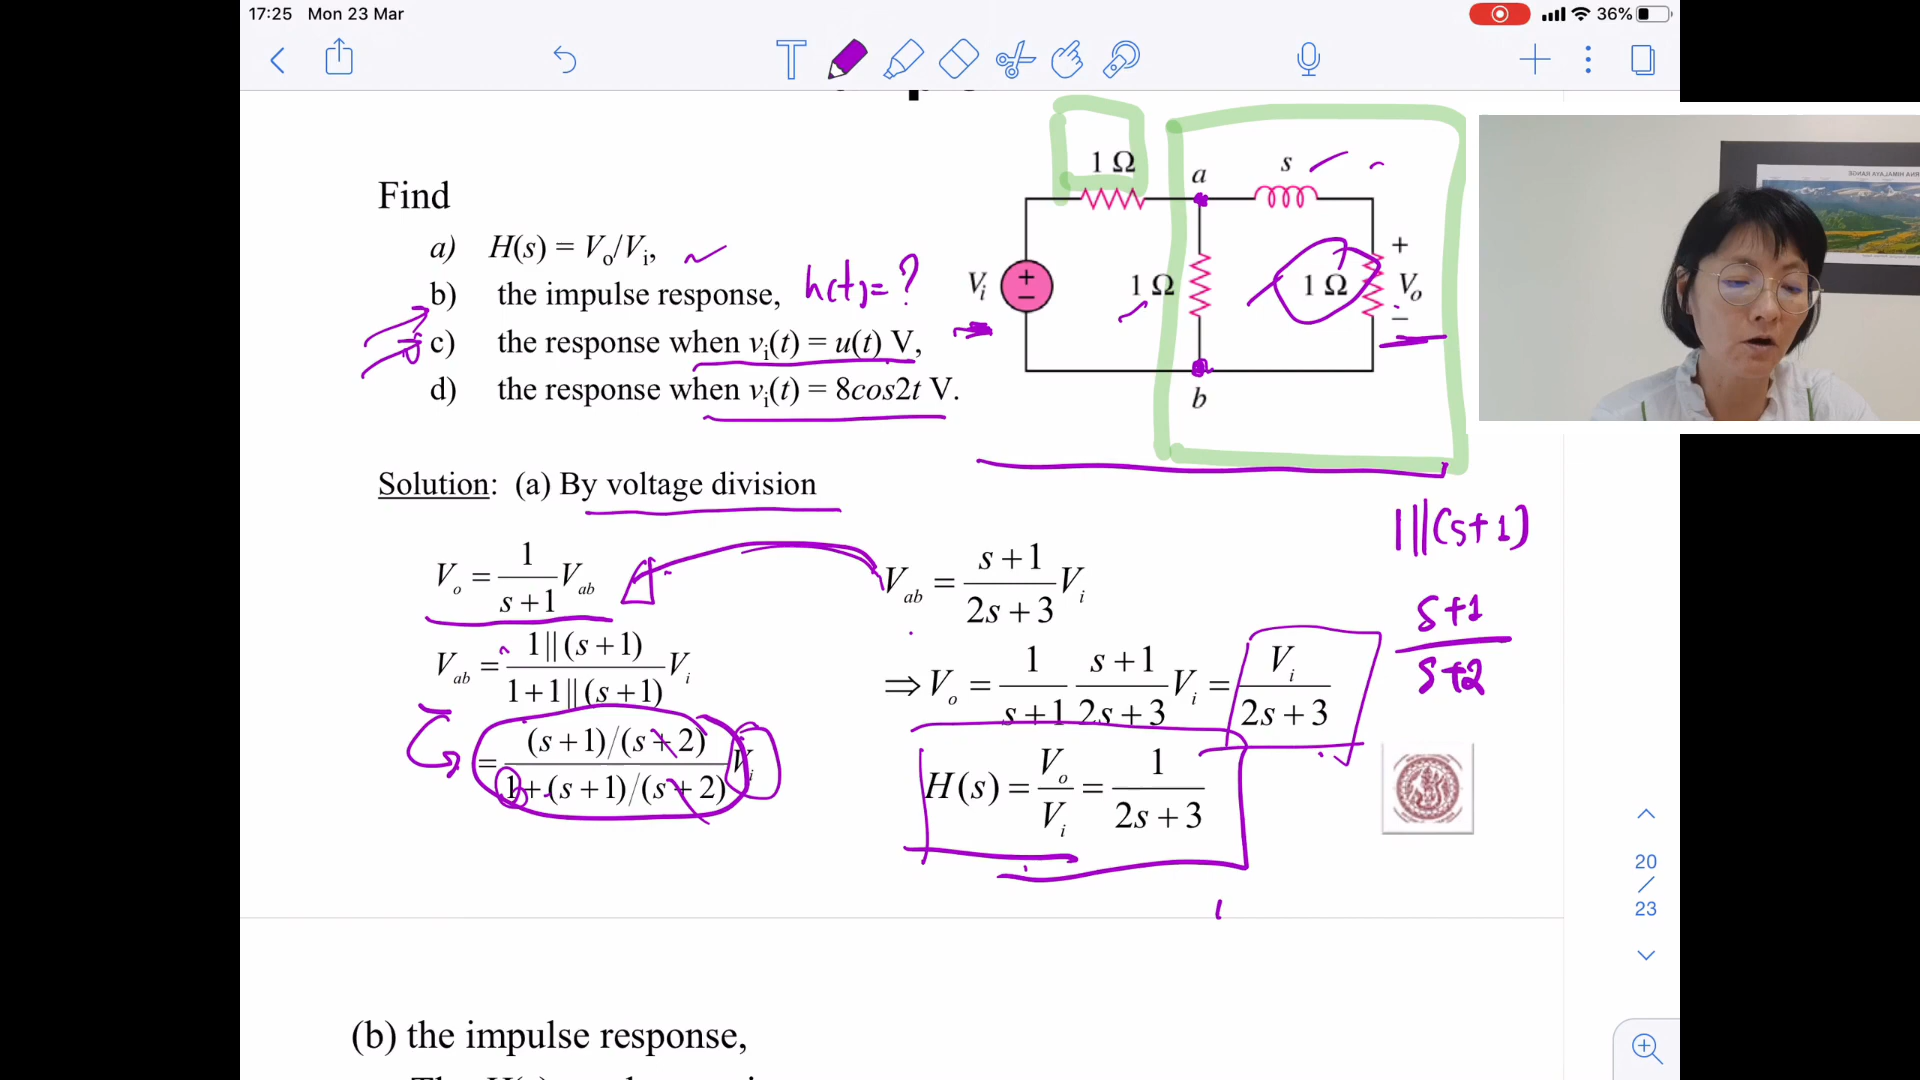 17:25 Mon 23 Mar
36%
Find
a) H(s) = Vo/Vi,
b) the impulse response, h(t)=?
c) the response when vi(t) = u(t) V,
d) the response when vi(t) = 8cos2t V.
1 Ω
a
s
Vi
+
−
1 Ω
1 Ω
+
Vo
−
b
Solution: (a) By voltage division
1||(s+1)
s+1
s+2
Vo = 1/(s+1) Vab
Vab = 1||(s+1)/(1+1||(s+1)) Vi
= (s+1)/(s+2)/(1+(s+1)/(s+2)) Vi
Vab = (s+1)/(2s+3) Vi
⇒ Vo = 1/(s+1) (s+1)/(2s+3) Vi = Vi/(2s+3)
H(s) = Vo/Vi = 1/(2s+3)
20
/
23
(b) the impulse response,